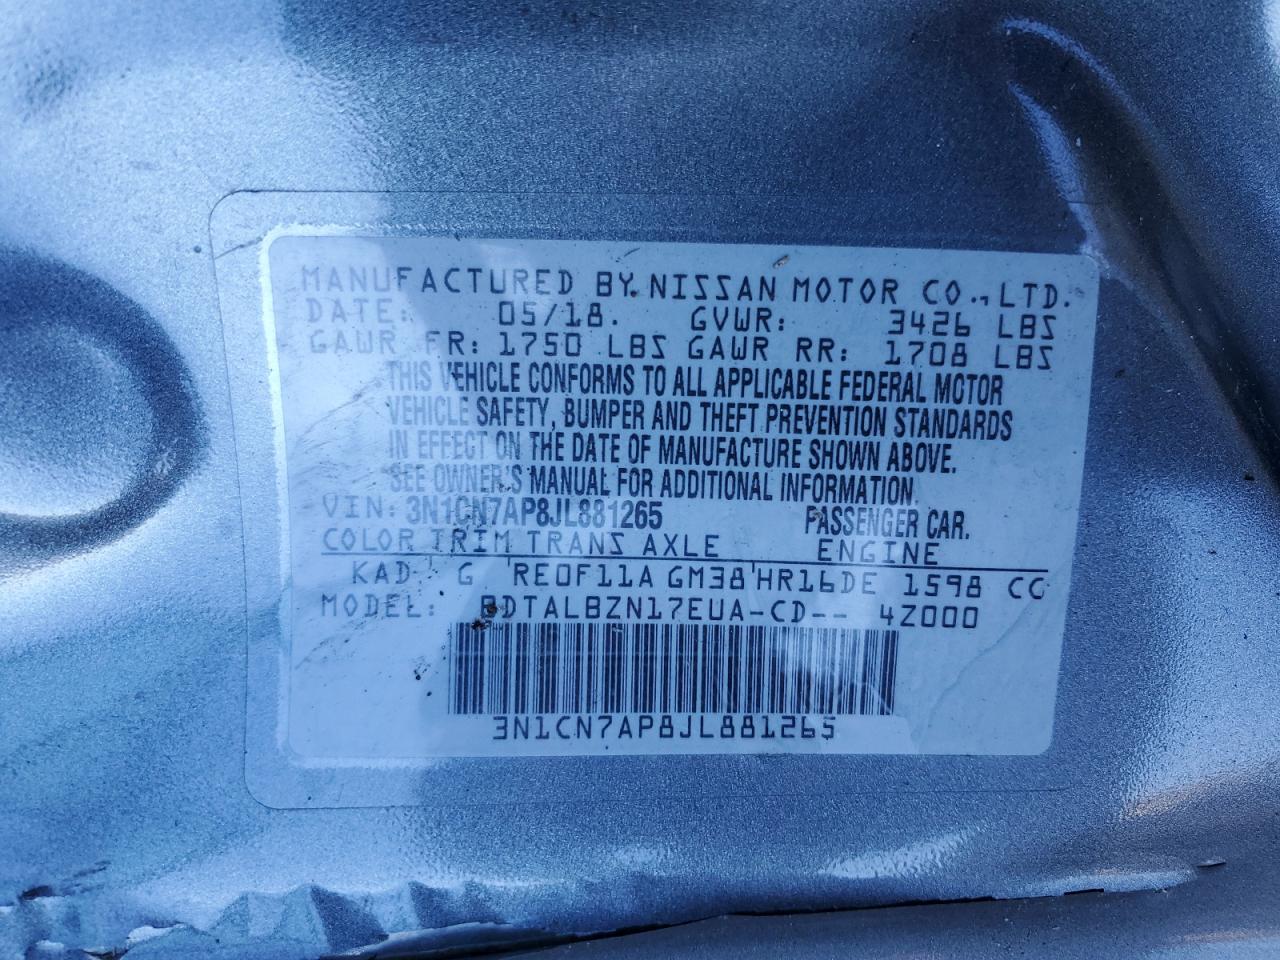 MANUFACTURED BY NISSAN MOTOR CO., LTD.
DATE: 05/18. GVWR: 3426 LBS
GAWR FR: 1750 LBS GAWR RR: 1708 LBS
THIS VEHICLE CONFORMS TO ALL APPLICABLE FEDERAL MOTOR
VEHICLE SAFETY, BUMPER AND THEFT PREVENTION STANDARDS
IN EFFECT ON THE DATE OF MANUFACTURE SHOWN ABOVE.
SEE OWNER'S MANUAL FOR ADDITIONAL INFORMATION.
VIN: 3N1CN7AP8JL881265 PASSENGER CAR.
COLOR TRIM TRANS AXLE ENGINE
KAD G RE0F11A GM38 HR16DE 1598 CC
MODEL: BDTALBZN17EUA-CD-- 4Z000
3N1CN7AP8JL881265